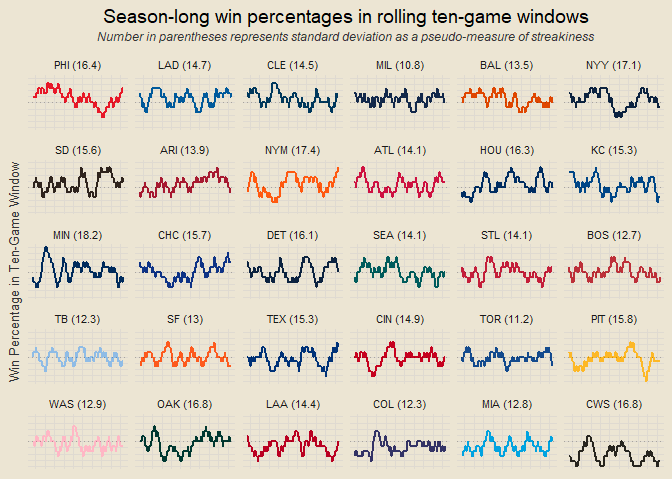 Season-long win percentages in rolling ten-game windows
Number in parentheses represents standard deviation as a pseudo-measure of streakiness
PHI (16.4) LAD (14.7) CLE (14.5) MIL (10.8) BAL (13.5) NYY (17.1)
SD (15.6) ARI (13.9) NYM (17.4) ATL (14.1) HOU (16.3) KC (15.3)
MIN (18.2) CHC (15.7) DET (16.1) SEA (14.1) STL (14.1) BOS (12.7)
TB (12.3) SF (13) TEX (15.3) CIN (14.9) TOR (11.2) PIT (15.8)
WAS (12.9) OAK (16.8) LAA (14.4) COL (12.3) MIA (12.8) CWS (16.8)
Win Percentage in Ten-Game Window